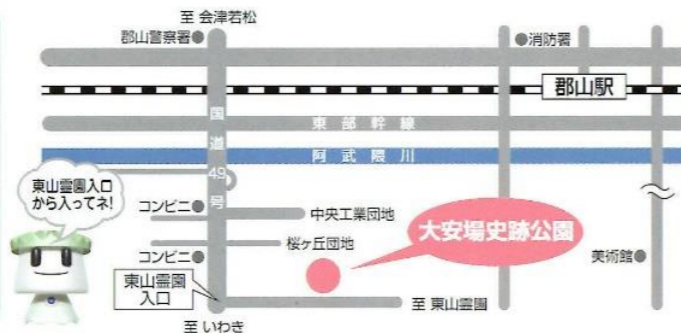 至 会津若松
郡山警察署
消防署
郡山駅
国道49号
東部幹線
阿武隈川
東山霊園入口
から入ってネ!
コンビニ
中央工業団地
大安場史跡公園
桜ヶ丘団地
コンビニ
美術館
東山霊園
入口
至 東山霊園
至 いわき